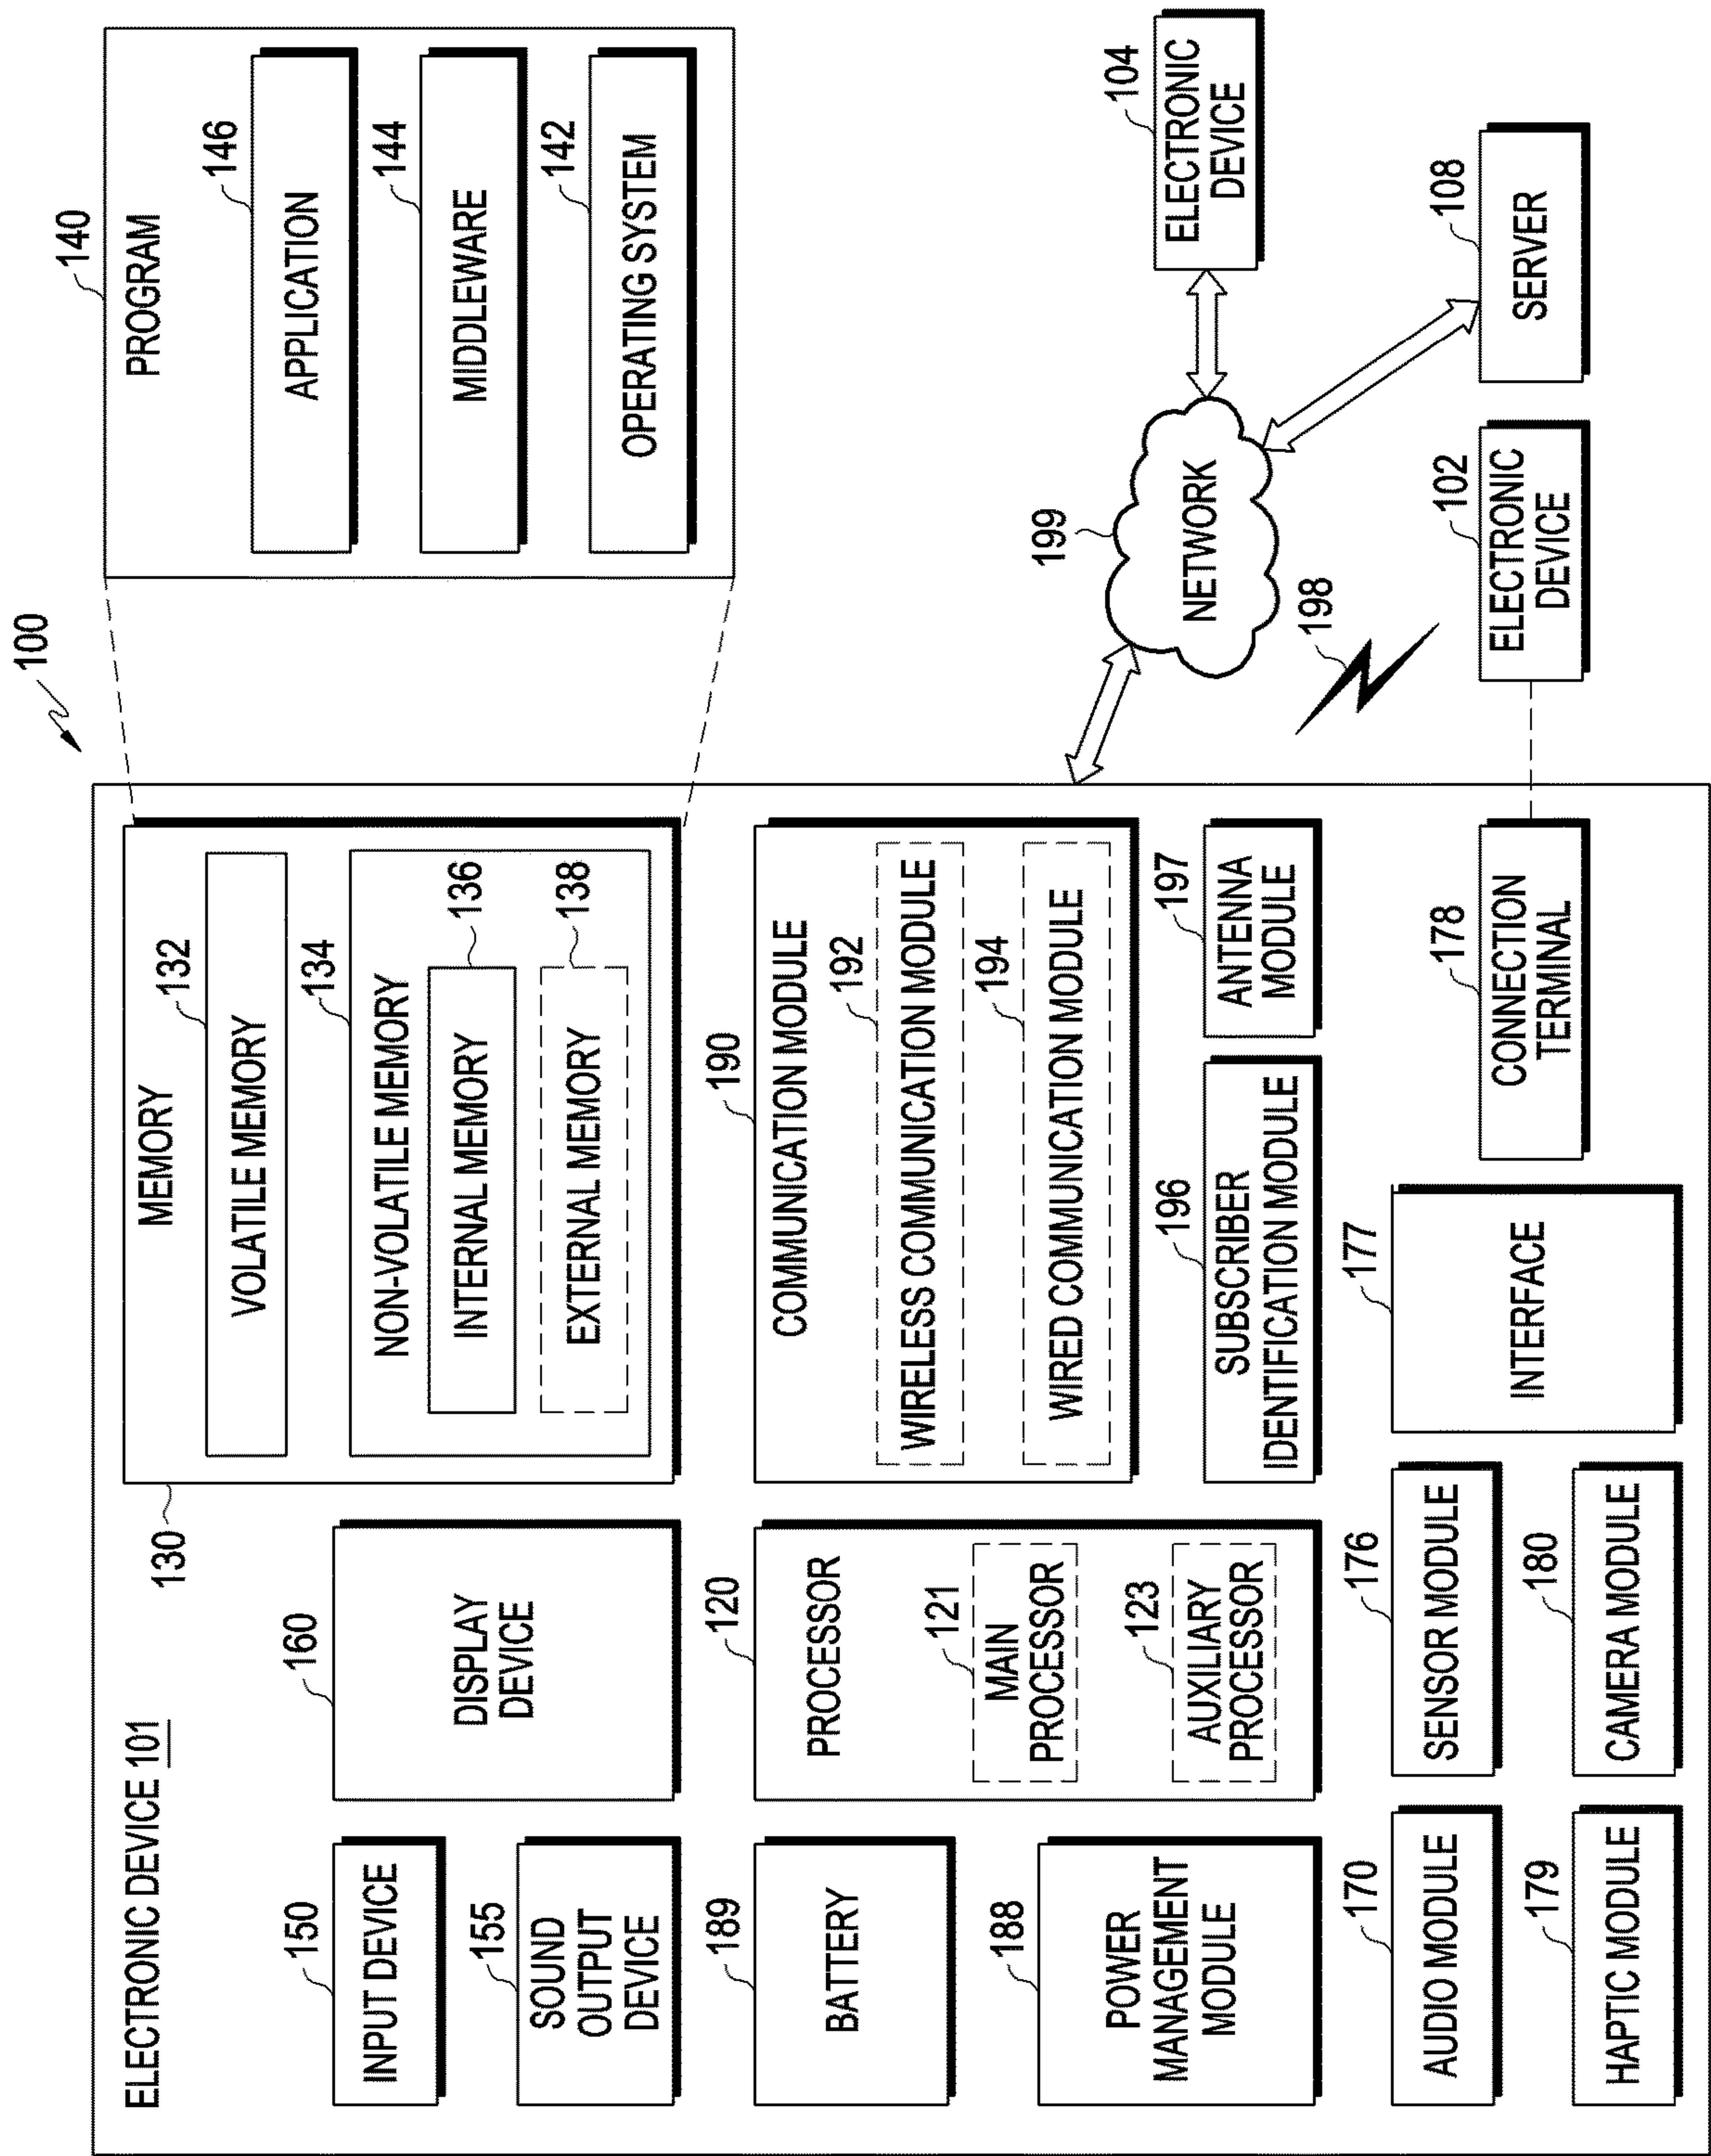 100
ELECTRONIC DEVICE 101
130
MEMORY
132
VOLATILE MEMORY
134
NON-VOLATILE MEMORY
136
INTERNAL MEMORY
138
EXTERNAL MEMORY
140
PROGRAM
146
APPLICATION
144
MIDDLEWARE
142
OPERATING SYSTEM
150
INPUT DEVICE
155
SOUND
OUTPUT
DEVICE
160
DISPLAY
DEVICE
189
BATTERY
188
POWER
MANAGEMENT
MODULE
120
PROCESSOR
121
MAIN
PROCESSOR
123
AUXILIARY
PROCESSOR
190
COMMUNICATION MODULE
192
WIRELESS COMMUNICATION MODULE
194
WIRED COMMUNICATION MODULE
196
SUBSCRIBER
IDENTIFICATION MODULE
197
ANTENNA
MODULE
170
AUDIO MODULE
176
SENSOR MODULE
177
INTERFACE
178
CONNECTION
TERMINAL
179
HAPTIC MODULE
180
CAMERA MODULE
199
NETWORK
198
104
ELECTRONIC
DEVICE
108
SERVER
102
ELECTRONIC
DEVICE